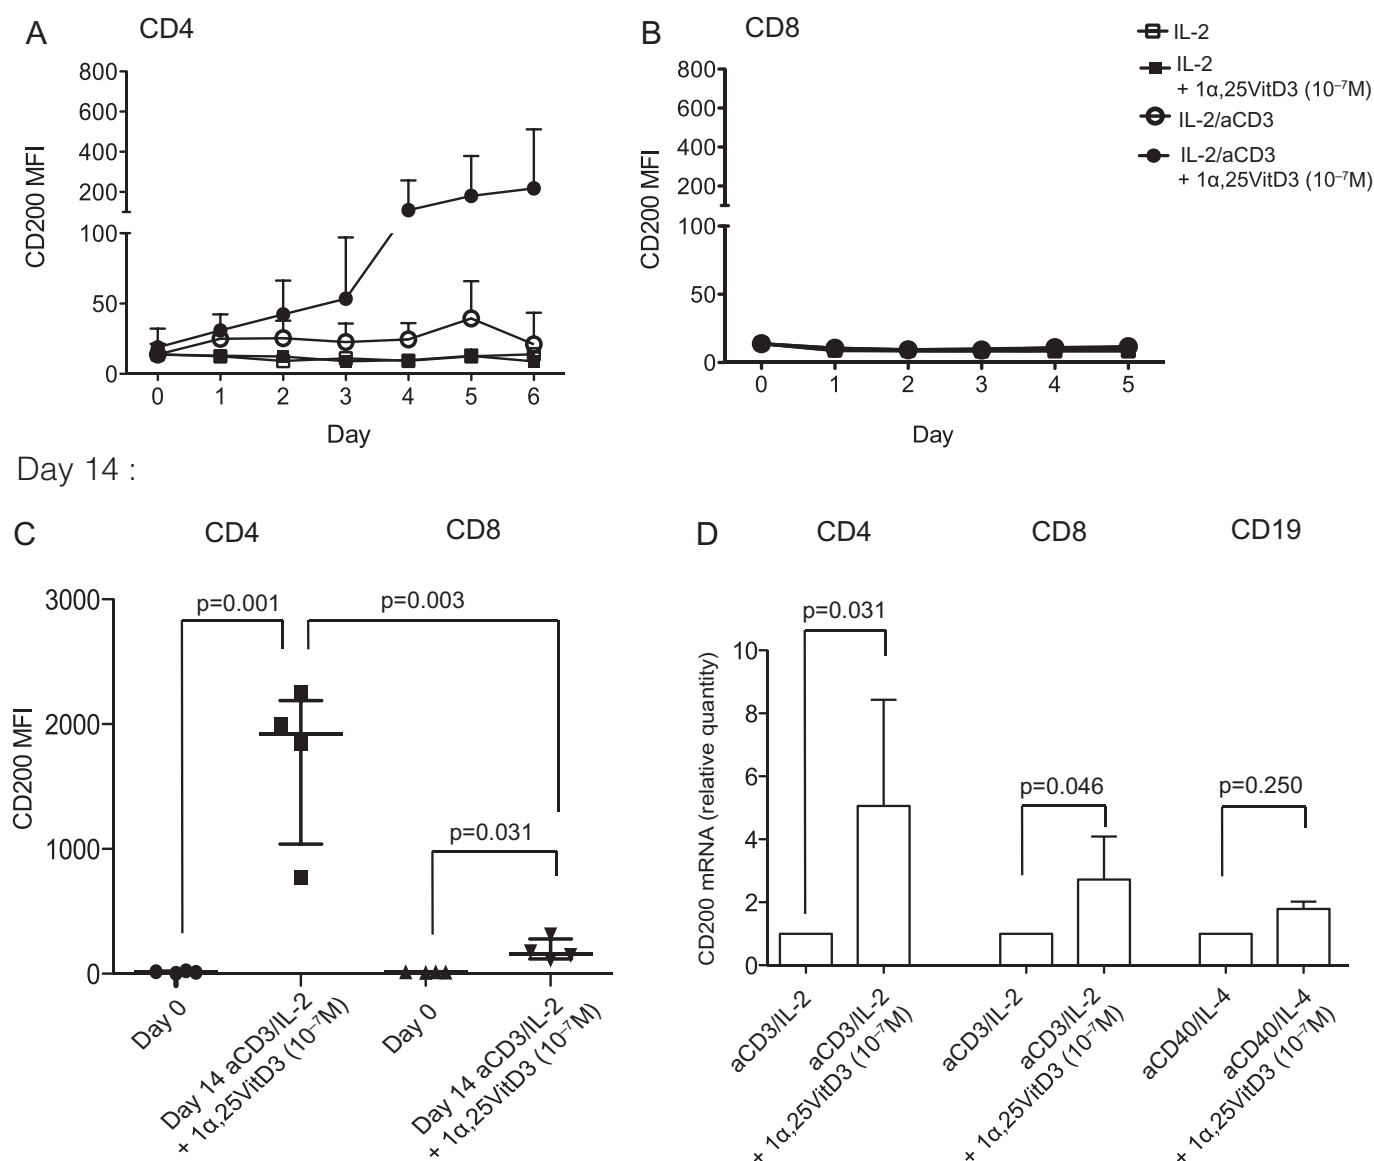 A CD4
B CD8
IL-2
IL-2
+ 1α,25VitD3 (10⁻⁷M)
IL-2/aCD3
IL-2/aCD3
+ 1α,25VitD3 (10⁻⁷M)
CD200 MFI
800
600
400
200
100
50
0
0 1 2 3 4 5 6
Day
CD200 MFI
800
600
400
200
100
50
0
0 1 2 3 4 5
Day
Day 14 :
C CD4 CD8
CD200 MFI
3000
2000
1000
0
p=0.001
p=0.003
p=0.031
Day 0
Day 14 aCD3/IL-2
+ 1α,25VitD3 (10⁻⁷M)
Day 0
Day 14 aCD3/IL-2
+ 1α,25VitD3 (10⁻⁷M)
D CD4 CD8 CD19
CD200 mRNA (relative quantity)
10
8
6
4
2
0
p=0.031
p=0.046
p=0.250
aCD3/IL-2
aCD3/IL-2
+ 1α,25VitD3 (10⁻⁷M)
aCD3/IL-2
aCD3/IL-2
+ 1α,25VitD3 (10⁻⁷M)
aCD40/IL-4
aCD40/IL-4
+ 1α,25VitD3 (10⁻⁷M)